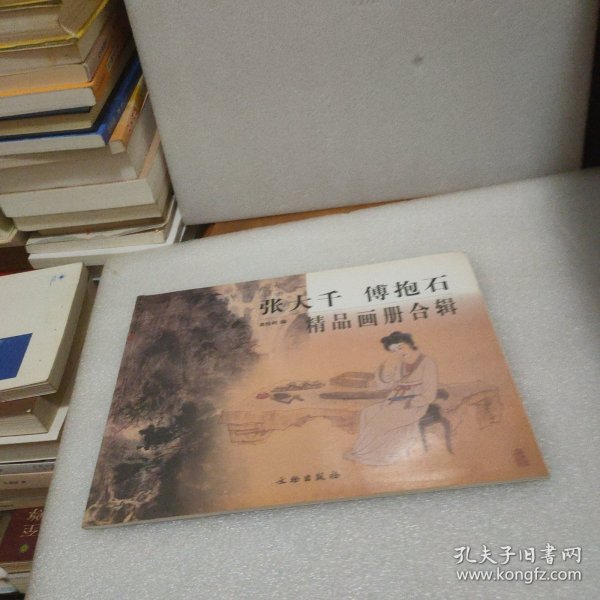 张大千 傅抱石
精品画册合辑
文物出版社
孔夫子旧书网
www.kongfz.com